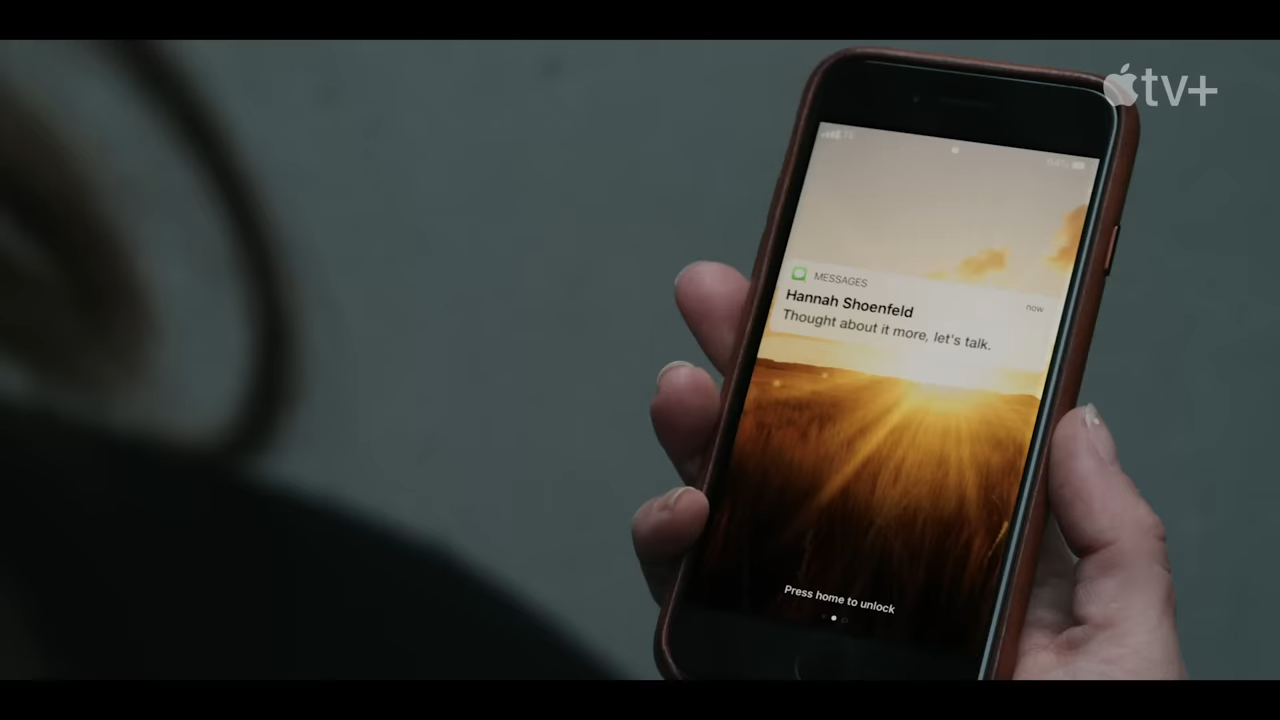 tv+
MESSAGES
now
Hannah Shoenfeld
Thought about it more, let's talk.
Press home to unlock